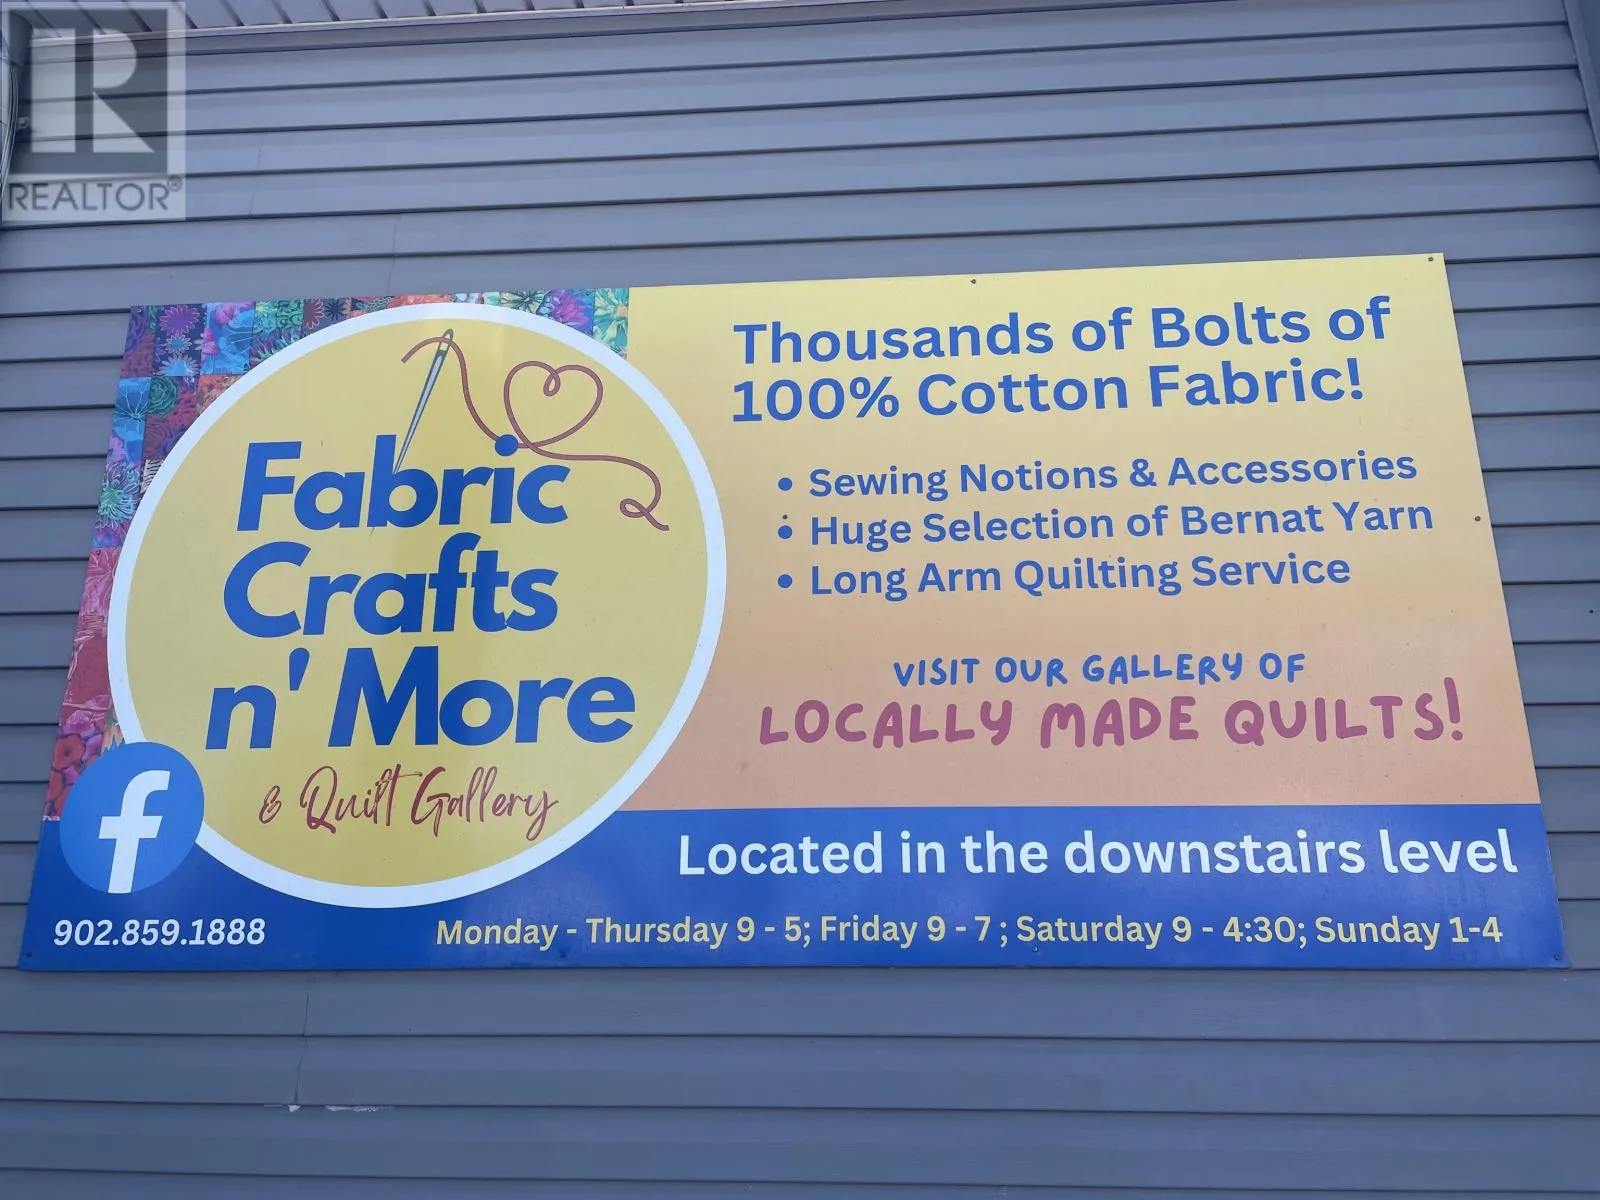 REALTOR®
Fabric
Crafts
n' More
& Quilt Gallery
Thousands of Bolts of
100% Cotton Fabric!
• Sewing Notions & Accessories
• Huge Selection of Bernat Yarn
• Long Arm Quilting Service
VISIT OUR GALLERY OF
LOCALLY MADE QUILTS!
Located in the downstairs level
902.859.1888
Monday - Thursday 9 - 5; Friday 9 - 7 ; Saturday 9 - 4:30; Sunday 1-4